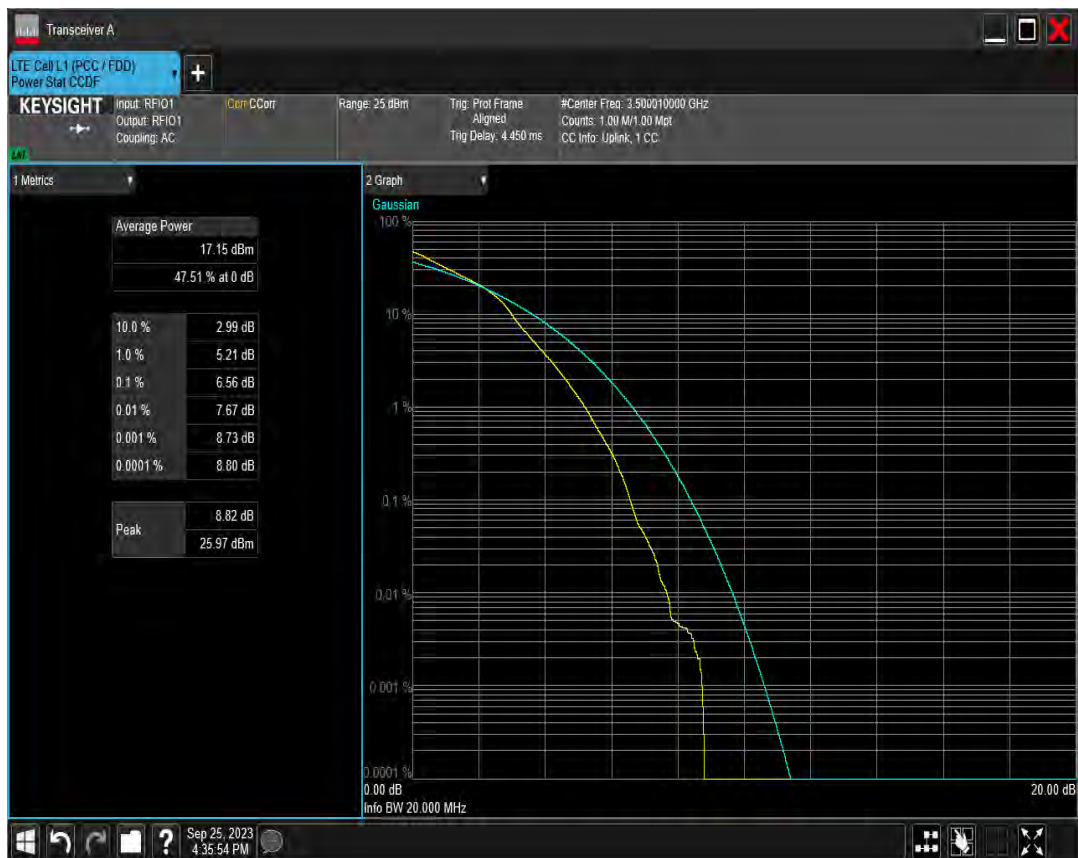 Transceiver A
LTE Cell L1 (PCC / FDD)
Power Stat CCDF
+
KEYSIGHT
Input: RFIO1
Output: RFIO1
Coupling: AC
Corr CCorr
Range: 25 dBm
Trig: Prot Frame
Aligned
Trig Delay: 4.450 ms
#Center Freq: 3.500010000 GHz
Counts: 1.00 M/1.00 Mpt
CC Info: Uplink, 1 CC
1 Metrics
Average Power
17.15 dBm
47.51 % at 0 dB
10.0 % 2.99 dB
1.0 % 5.21 dB
0.1 % 6.56 dB
0.01 % 7.67 dB
0.001 % 8.73 dB
0.0001 % 8.80 dB
Peak
8.82 dB
25.97 dBm
2 Graph
Gaussian
100 %
10 %
1 %
0.1 %
0.01 %
0.001 %
0.0001 %
0.00 dB
20.00 dB
Info BW 20.000 MHz
?
Sep 25, 2023
4:35:54 PM